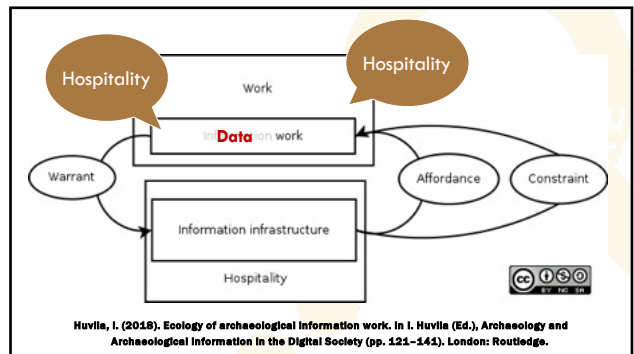 Hospitality
Hospitality
Work
Data work
Warrant
Affordance
Constraint
Information infrastructure
Hospitality
CC BY NC SA
Huvila, I. (2018). Ecology of archaeological information work. In I. Huvila (Ed.), Archaeology and
Archaeological Information in the Digital Society (pp. 121–141). London: Routledge.